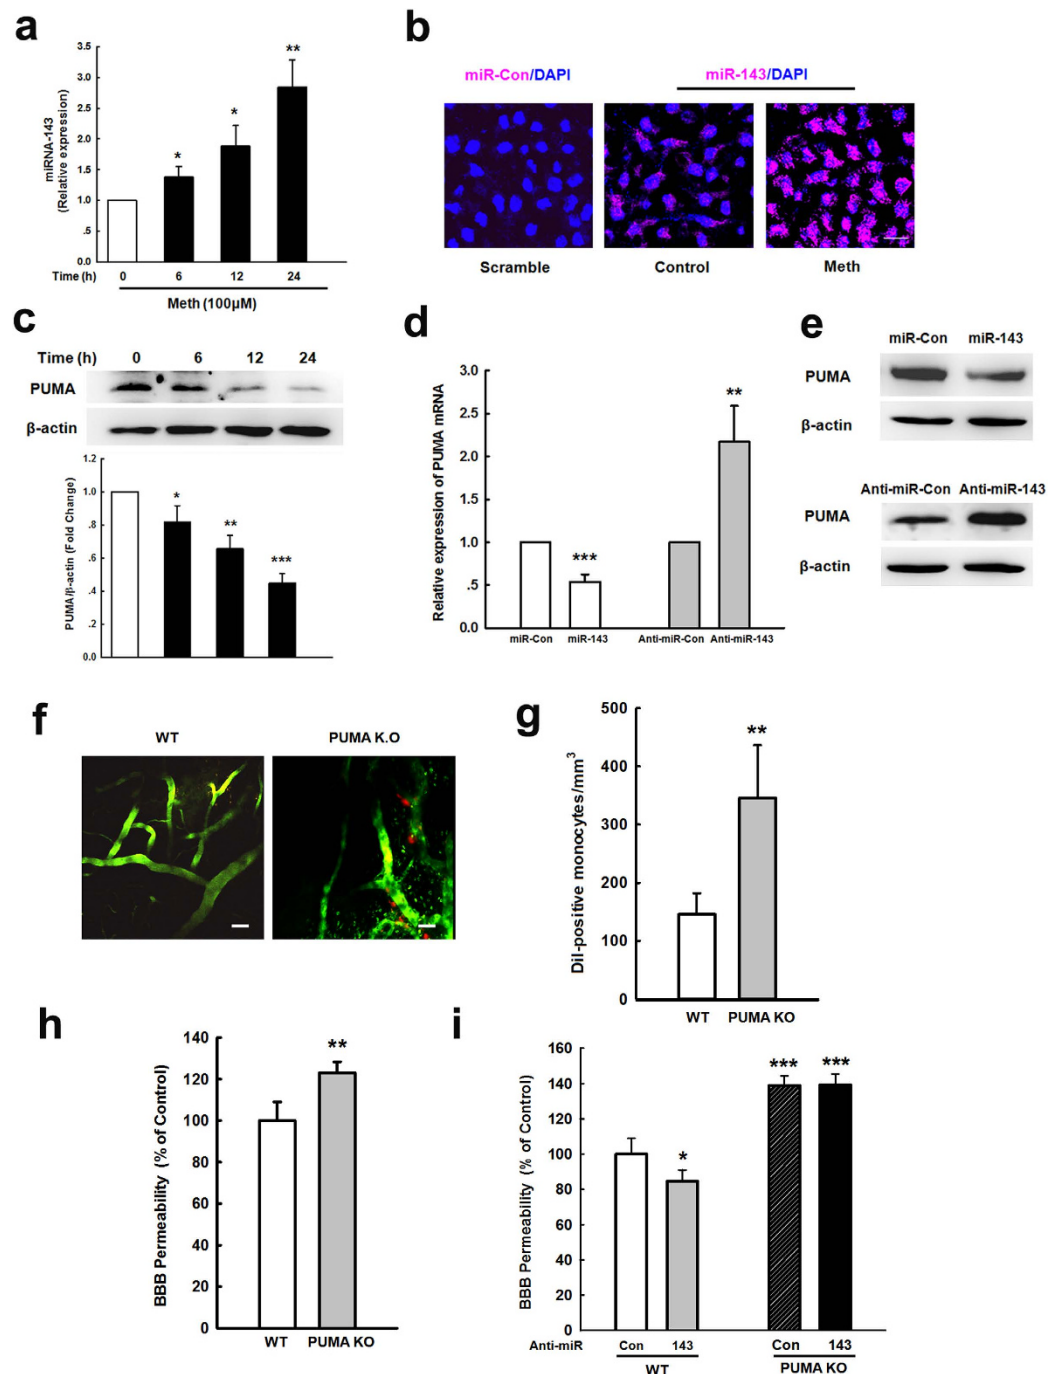 a
3.5
3.0
2.5
2.0
1.5
1.0
.5
0.0
miRNA-143
(Relative expression)
*
*
**
Time (h) 0 6 12 24
Meth (100μM)
b
miR-Con/DAPI miR-143/DAPI
Scramble Control Meth
c
Time (h) 0 6 12 24
PUMA
β-actin
1.2
1.0
.8
.6
.4
.2
0.0
PUMA/β-actin (Fold Change)
*
**
***
d
3.0
2.5
2.0
1.5
1.0
.5
0.0
Relative expression of PUMA mRNA
***
**
miR-Con miR-143 Anti-miR-Con Anti-miR-143
e
miR-Con miR-143
PUMA
β-actin
Anti-miR-Con Anti-miR-143
PUMA
β-actin
f
WT PUMA K.O
g
500
400
300
200
100
0
DiI-positive monocytes/mm³
**
WT PUMA KO
h
140
120
100
80
60
40
20
0
BBB Permeability (% of Control)
**
WT PUMA KO
i
160
140
120
100
80
60
40
20
0
BBB Permeability (% of Control)
*
***
***
Anti-miR Con 143 Con 143
WT PUMA KO